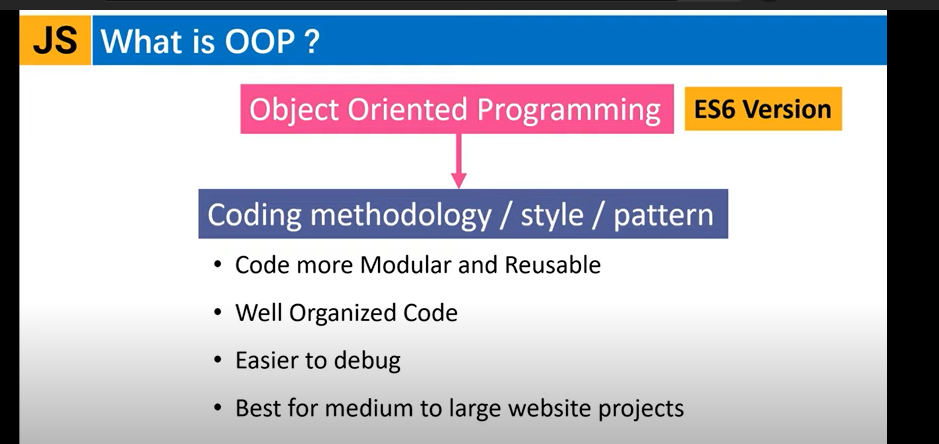 JS What is OOP ?
Object Oriented Programming ES6 Version
Coding methodology / style / pattern
• Code more Modular and Reusable
• Well Organized Code
• Easier to debug
• Best for medium to large website projects